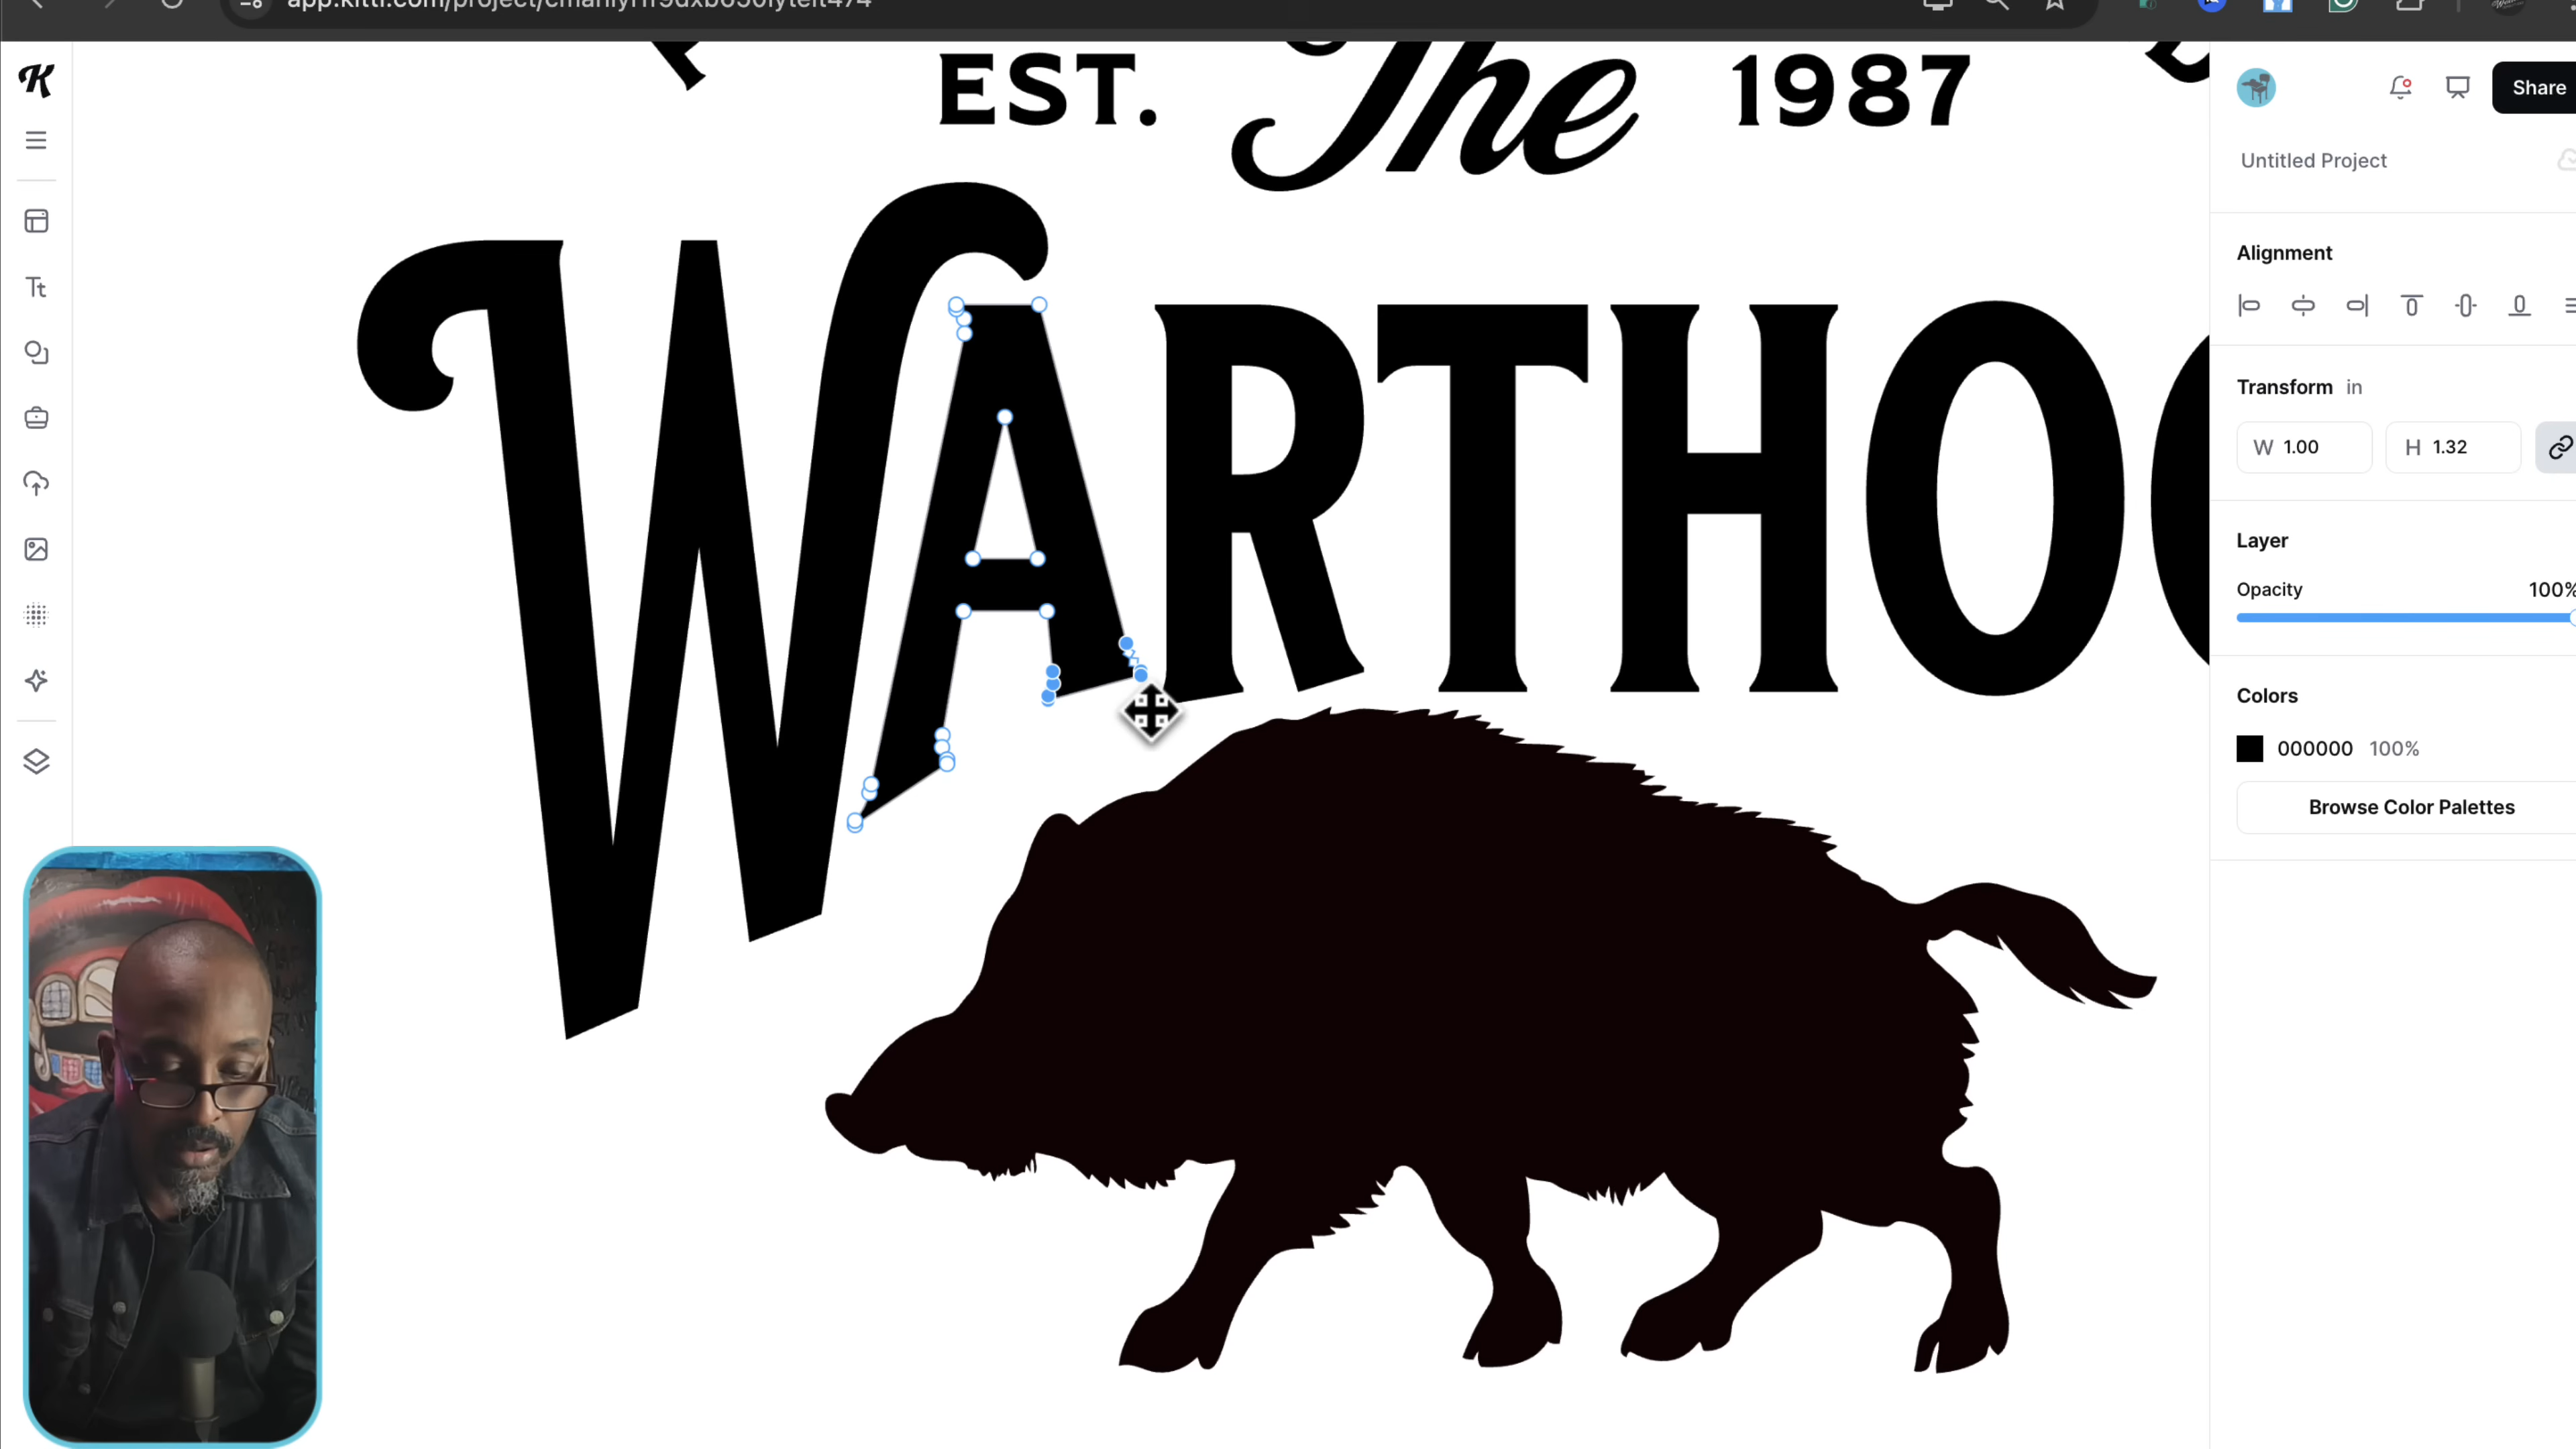 EST. The 1987
Share
Untitled Project
WARTHO
Alignment
Transform in
W 1.00 H 1.32
Layer
Opacity 100%
Colors
000000 100%
Browse Color Palettes
K
Tt